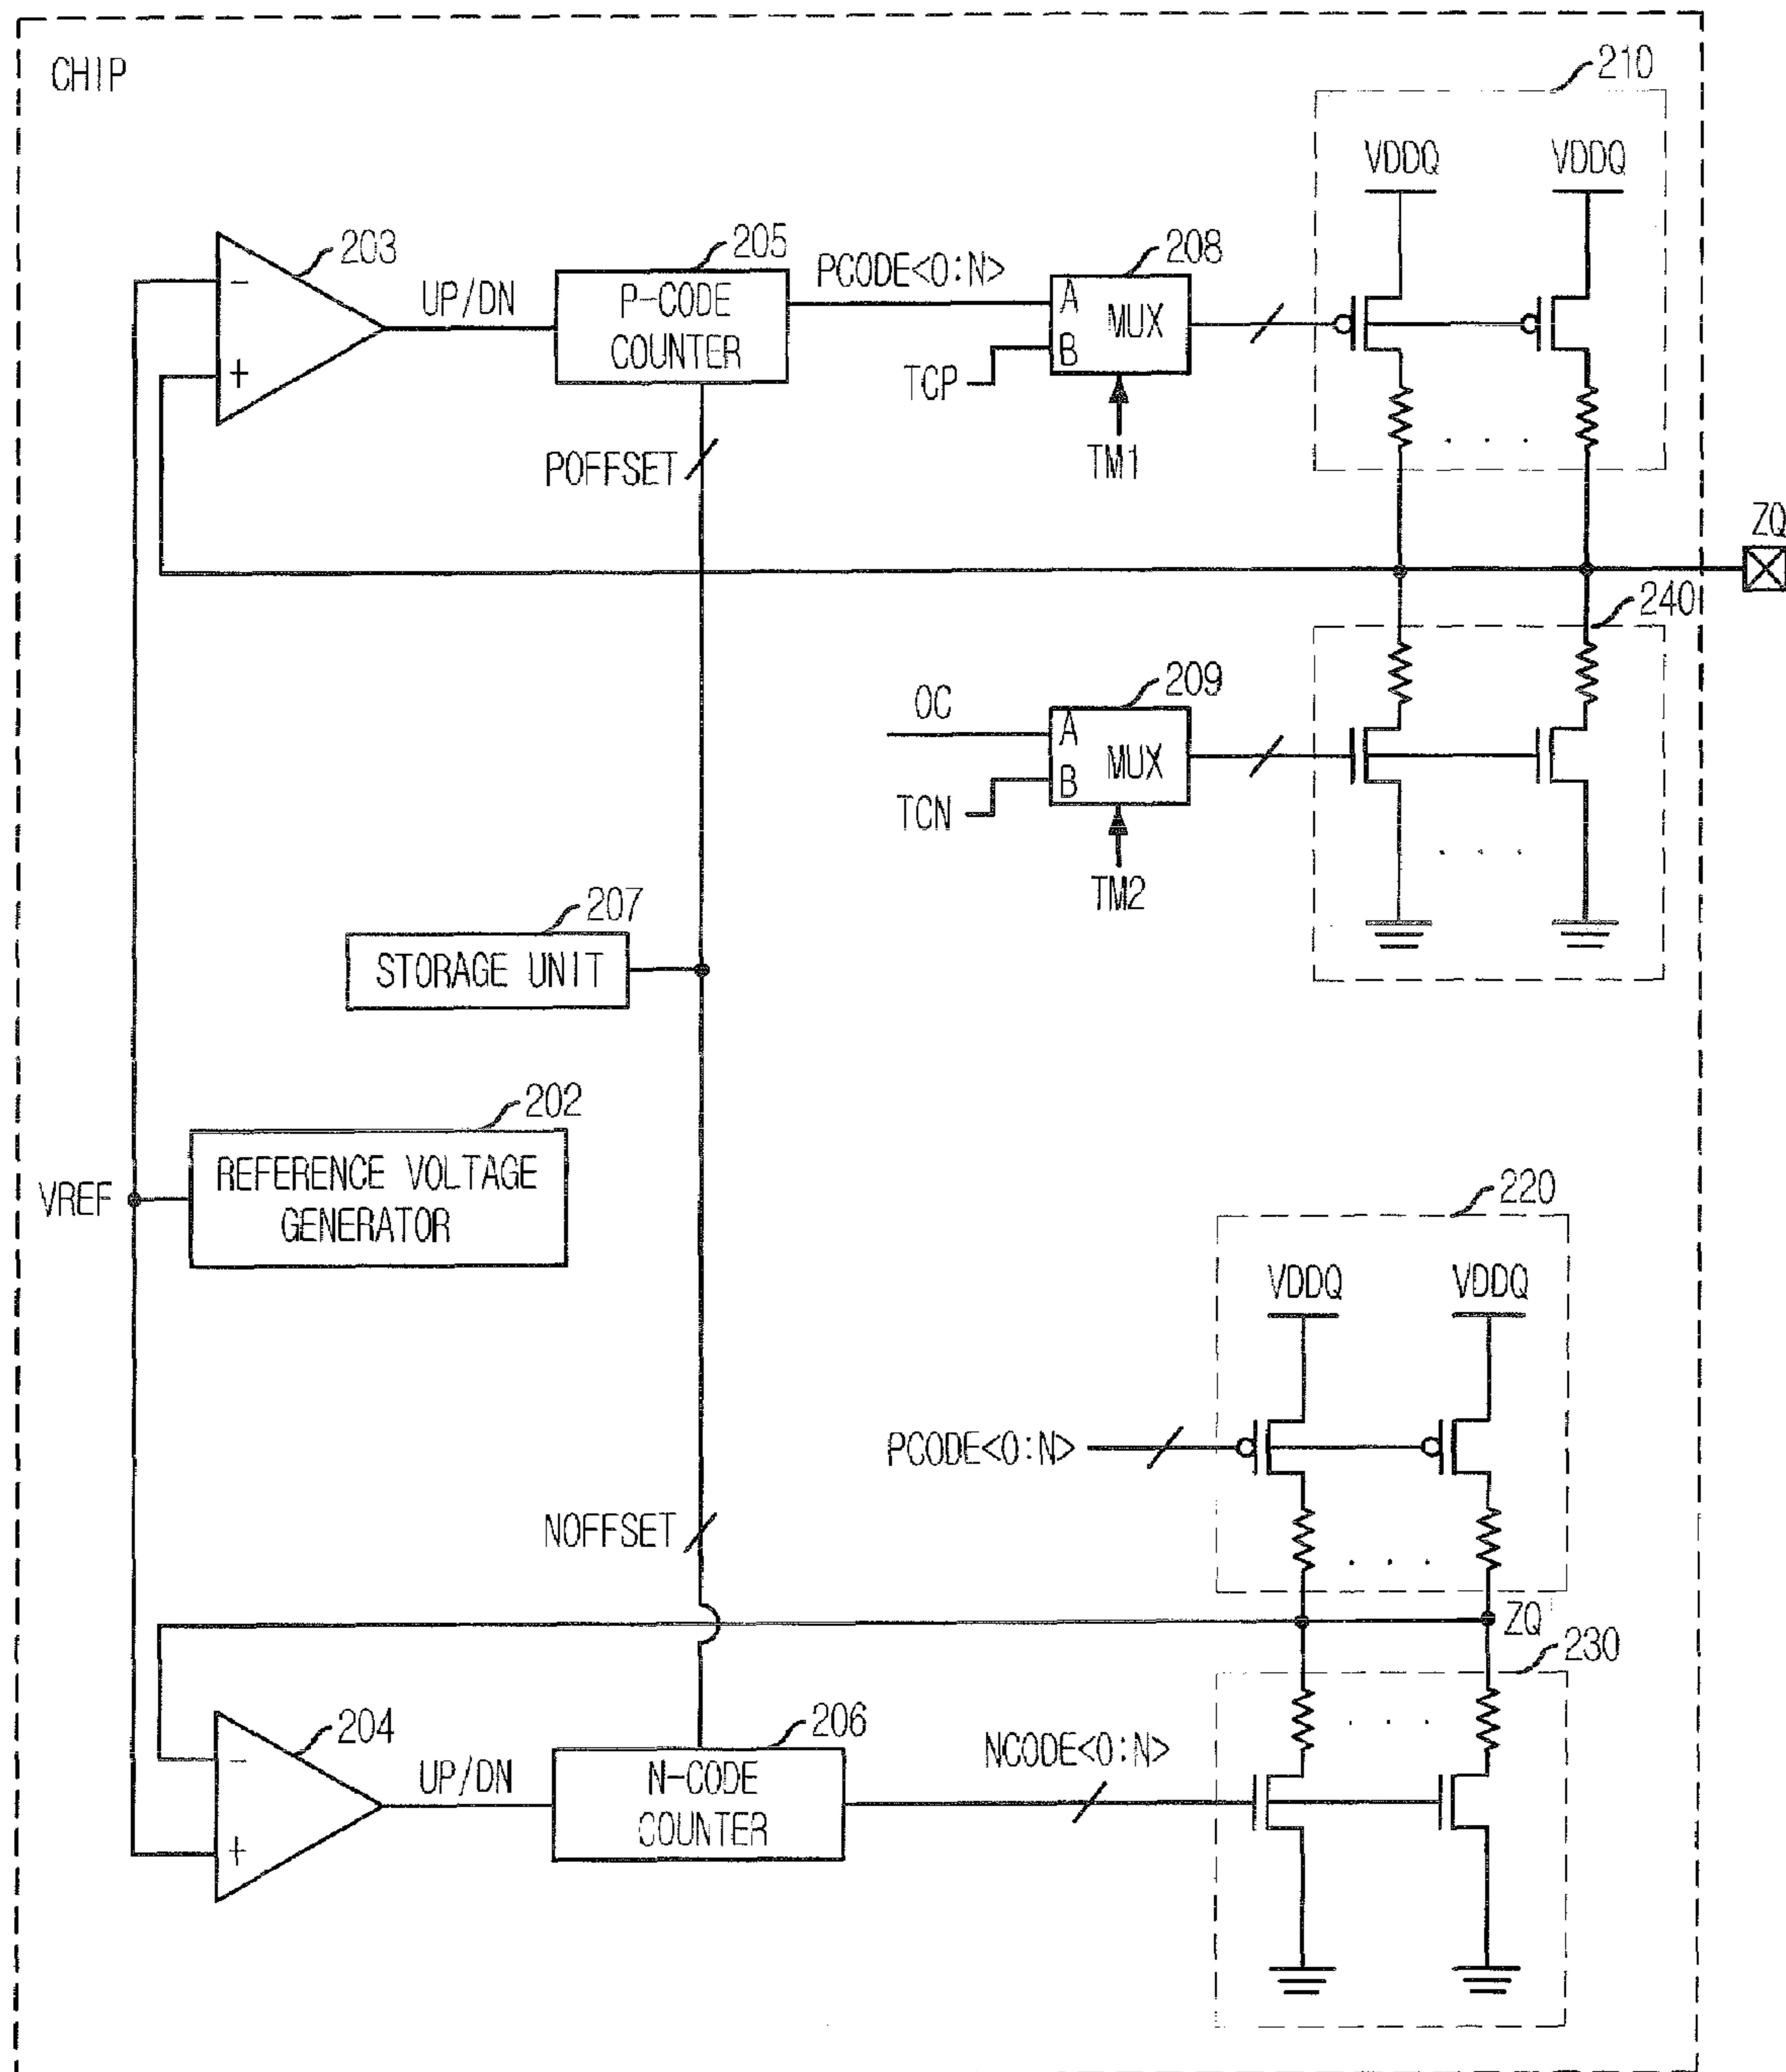 CHIP
210
VDDQ VDDQ
203
UP/DN
205
P-CODE
COUNTER
PCODE<0:N>
208
A
B
MUX
TCP
TM1
-
+
POFFSET
ZQ
240
209
OC
A
B
MUX
TCN
TM2
207
STORAGE UNIT
202
VREF
REFERENCE VOLTAGE
GENERATOR
220
VDDQ VDDQ
PCODE<0:N>
NOFFSET
ZQ
230
204
-
+
UP/DN
206
N-CODE
COUNTER
NCODE<0:N>